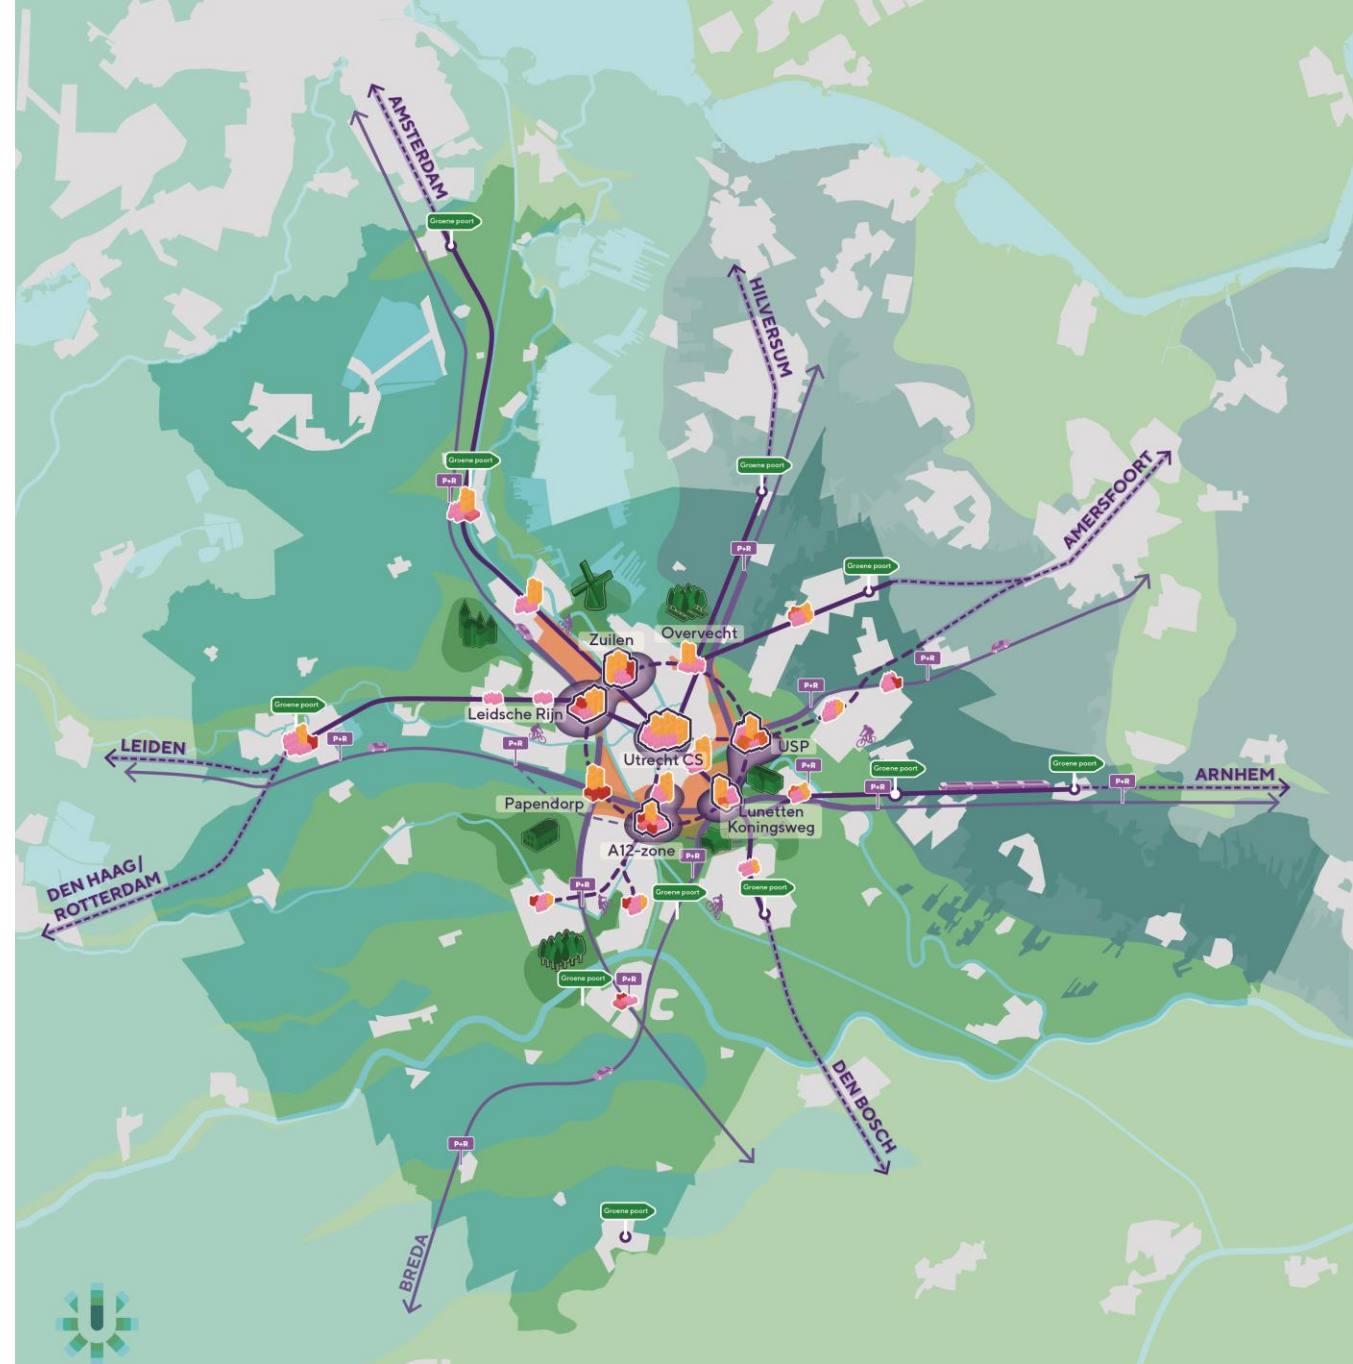 AMSTERDAM
Groene poort
HILVERSUM
Groene poort
Groene poort
P+R
AMERSFOORT
P+R
Groene poort
Zuilen
Overvecht
P+R
P+R
Groene poort
Leidsche Rijn
P+R
P+R
LEIDEN
USP
Utrecht CS
P+R
Groene poort
Groene poort
ARNHEM
P+R
P+R
Papendorp
Lunetten
Koningsweg
A12-zone
P+R
DEN HAAG/
ROTTERDAM
P+R
Groene poort
Groene poort
Groene poort
P+R
DEN BOSCH
P+R
Groene poort
BREDA
U